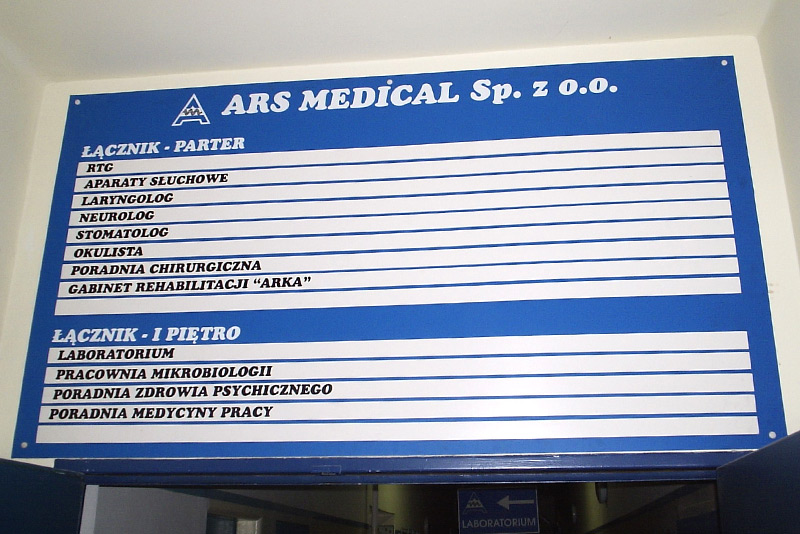 ARS MEDICAL Sp. z o.o.
ŁĄCZNIK - PARTER
RTG
APARATY SŁUCHOWE
LARYNGOLOG
NEUROLOG
STOMATOLOG
OKULISTA
PORADNIA CHIRURGICZNA
GABINET REHABILITACJI “ARKA”
ŁĄCZNIK - I PIĘTRO
LABORATORIUM
PRACOWNIA MIKROBIOLOGII
PORADNIA ZDROWIA PSYCHICZNEGO
PORADNIA MEDYCYNY PRACY
LABORATORIUM